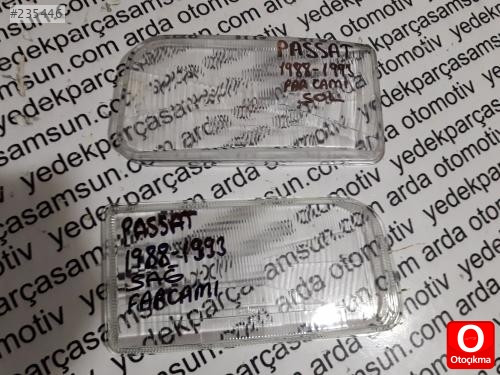 #235446
PASSAT
1988-1993
FAR CAMI
SOL
PASSAT
1988-1993
SAĞ
FARCAMI
yedekparçasamsun.com arda otomotiv
O
Otoçıkma